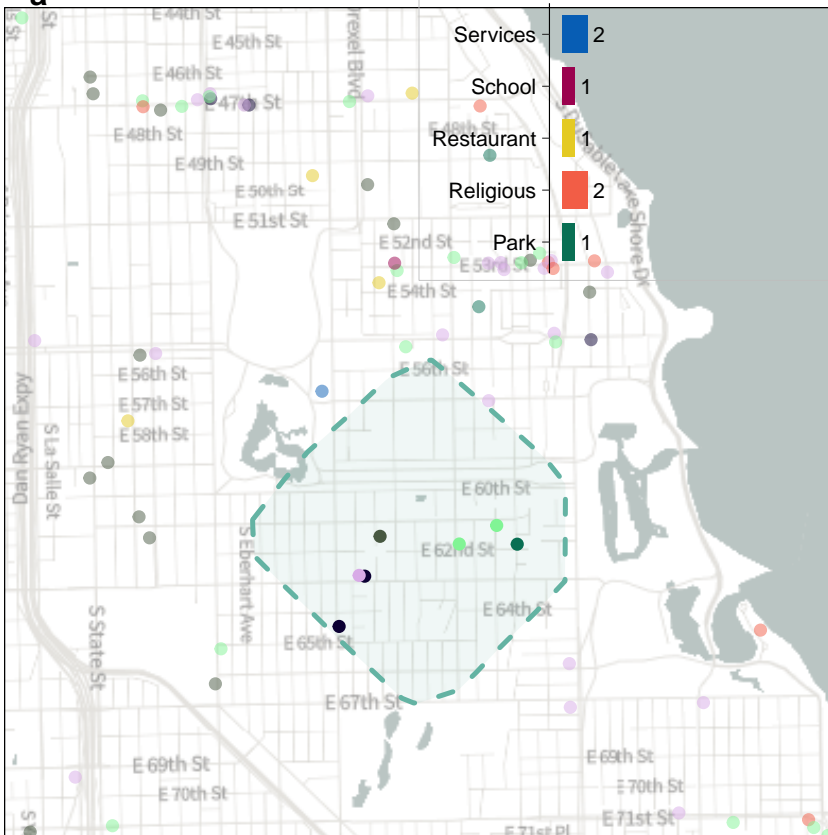 a
E 44th St
St
E 45th St
Drexel Blvd
Services 2
E 46th St
School 1
E 47th St
E 48th St
E 48th St
Restaurant 1
E 49th St
E 50th St
Religious 2
E 51st St
E 52nd St
Park 1
E 53rd St
E 54th St
E 56th St
E 56th St
E 57th St
E 58th St
Dan Ryan Expy
S La Salle St
E 60th St
E 62nd St
S Eberhart Ave
E 64th St
E 65th St
S State St
E 67th St
E 69th St
E 69th St
E 70th St
E 70th St
E 71st St
E 71st Pl